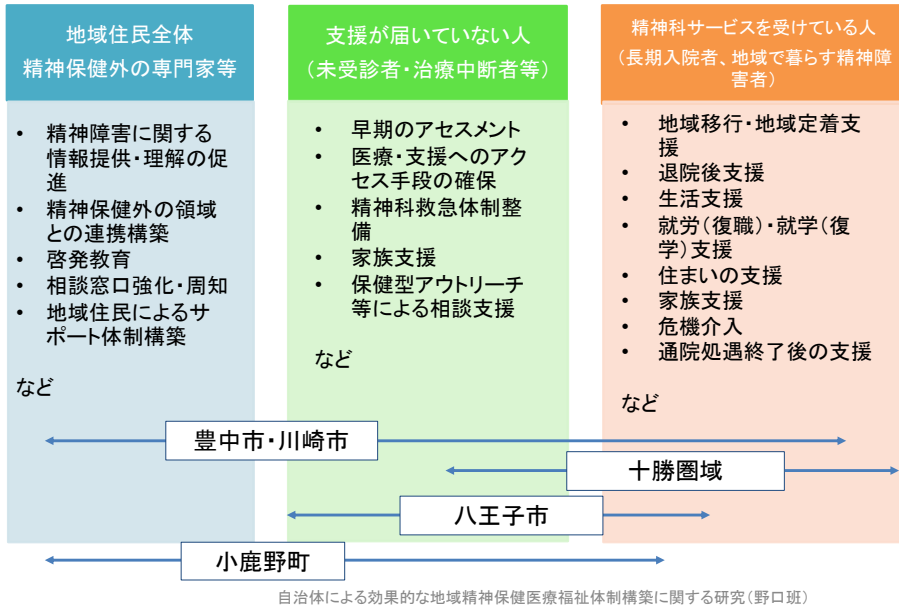 地域住民全体
精神保健外の専門家等
• 精神障害に関する
情報提供・理解の促
進
• 精神保健外の領域
との連携構築
• 啓発教育
• 相談窓口強化・周知
• 地域住民によるサ
ポート体制構築
など
支援が届いていない人
（未受診者・治療中断者等）
• 早期のアセスメント
• 医療・支援へのアク
セス手段の確保
• 精神科救急体制整
備
• 家族支援
• 保健型アウトリーチ
等による相談支援
など
精神科サービスを受けている人
（長期入院者、地域で暮らす精神障
害者）
• 地域移行・地域定着支
援
• 退院後支援
• 生活支援
• 就労（復職）・就学（復
学）支援
• 住まいの支援
• 家族支援
• 危機介入
• 通院処遇終了後の支援
など
豊中市・川崎市
十勝圏域
八王子市
小鹿野町
自治体による効果的な地域精神保健医療福祉体制構築に関する研究（野口班）